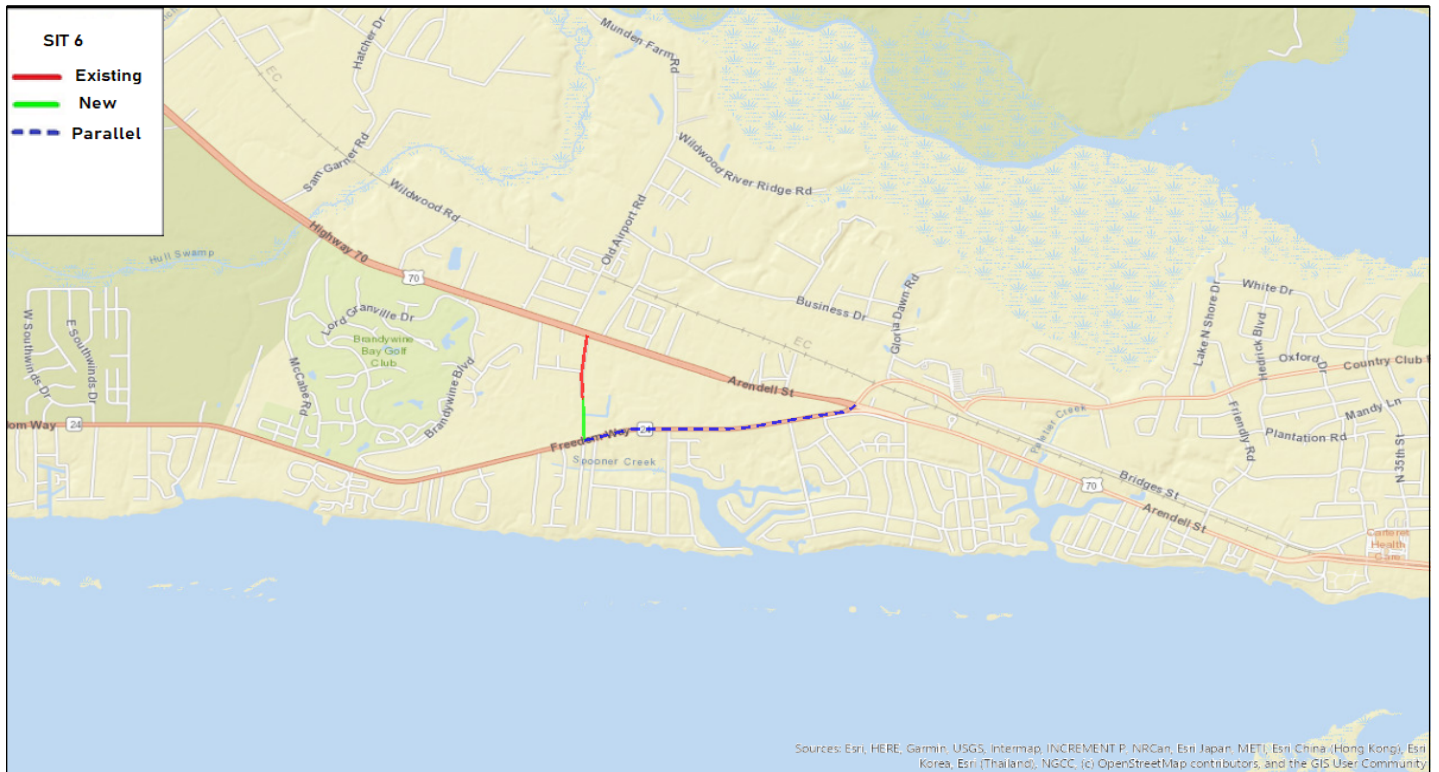 SIT 6
Existing
New
Parallel
Hatcher Dr
Munden Farm Rd
EC
Sam Garner Rd
Wildwood Rd
Wildwood
River Ridge Rd
Old Airport Rd
Highway 70
Hull Swamp
70
Business Dr
Gloria Dawn Rd
Lake N Shore Dr
White Dr
W Southwinds Dr
E Southwinds Dr
Lord Granville Dr
Brandywine
Bay Golf
Club
McCabe Rd
Brandywine Blvd
EC
Hedrick Blvd
Oxford Dr
Country Club R
Arendell St
Friendly Rd
Mandy Ln
Plantation Rd
N 35th St
om Way
24
Freedom Way
Spooner Creek
Peletier Creek
Bridges St
70
Arendell St
Carteret
Health
Care
Sources: Esri, HERE, Garmin, USGS, Intermap, INCREMENT P, NRCan, Esri Japan, METI, Esri China (Hong Kong), Esri
Korea, Esri (Thailand), NGCC, (c) OpenStreetMap contributors, and the GIS User Community